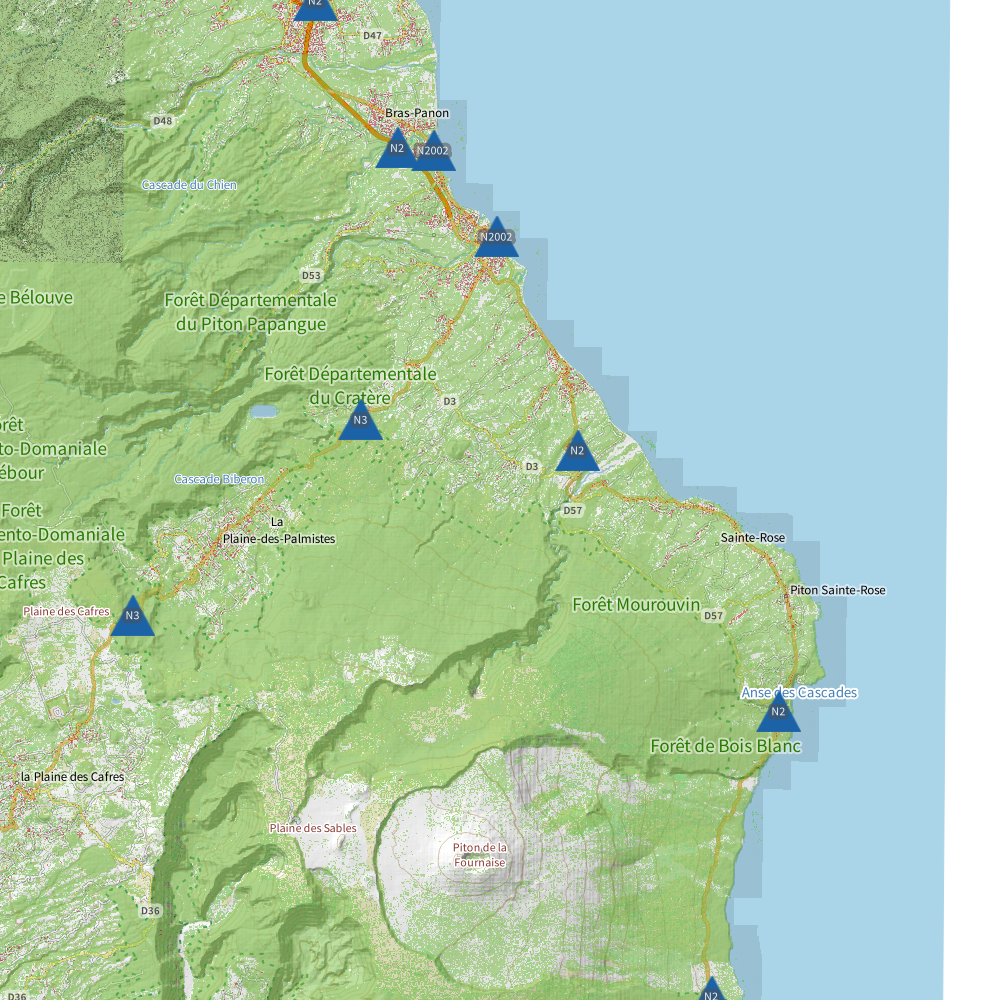 N2
D47
Bras-Panon
D48
N2
N2002
Cascade du Chien
N2002
D53
e Bélouve
Forêt Départementale
du Piton Papangue
Forêt Départementale
du Cratère
D3
N3
orêt
to-Domaniale
ébour
N2
D3
Cascade Biberon
D57
Forêt
ento-Domaniale
Plaine des
Cafres
La
Plaine-des-Palmistes
Sainte-Rose
Piton Sainte-Rose
Plaine des Cafres
N3
Forêt Mourouvin
D57
Anse des Cascades
N2
Forêt de Bois Blanc
la Plaine des Cafres
Plaine des Sables
Piton de la
Fournaise
D36
D36
N2